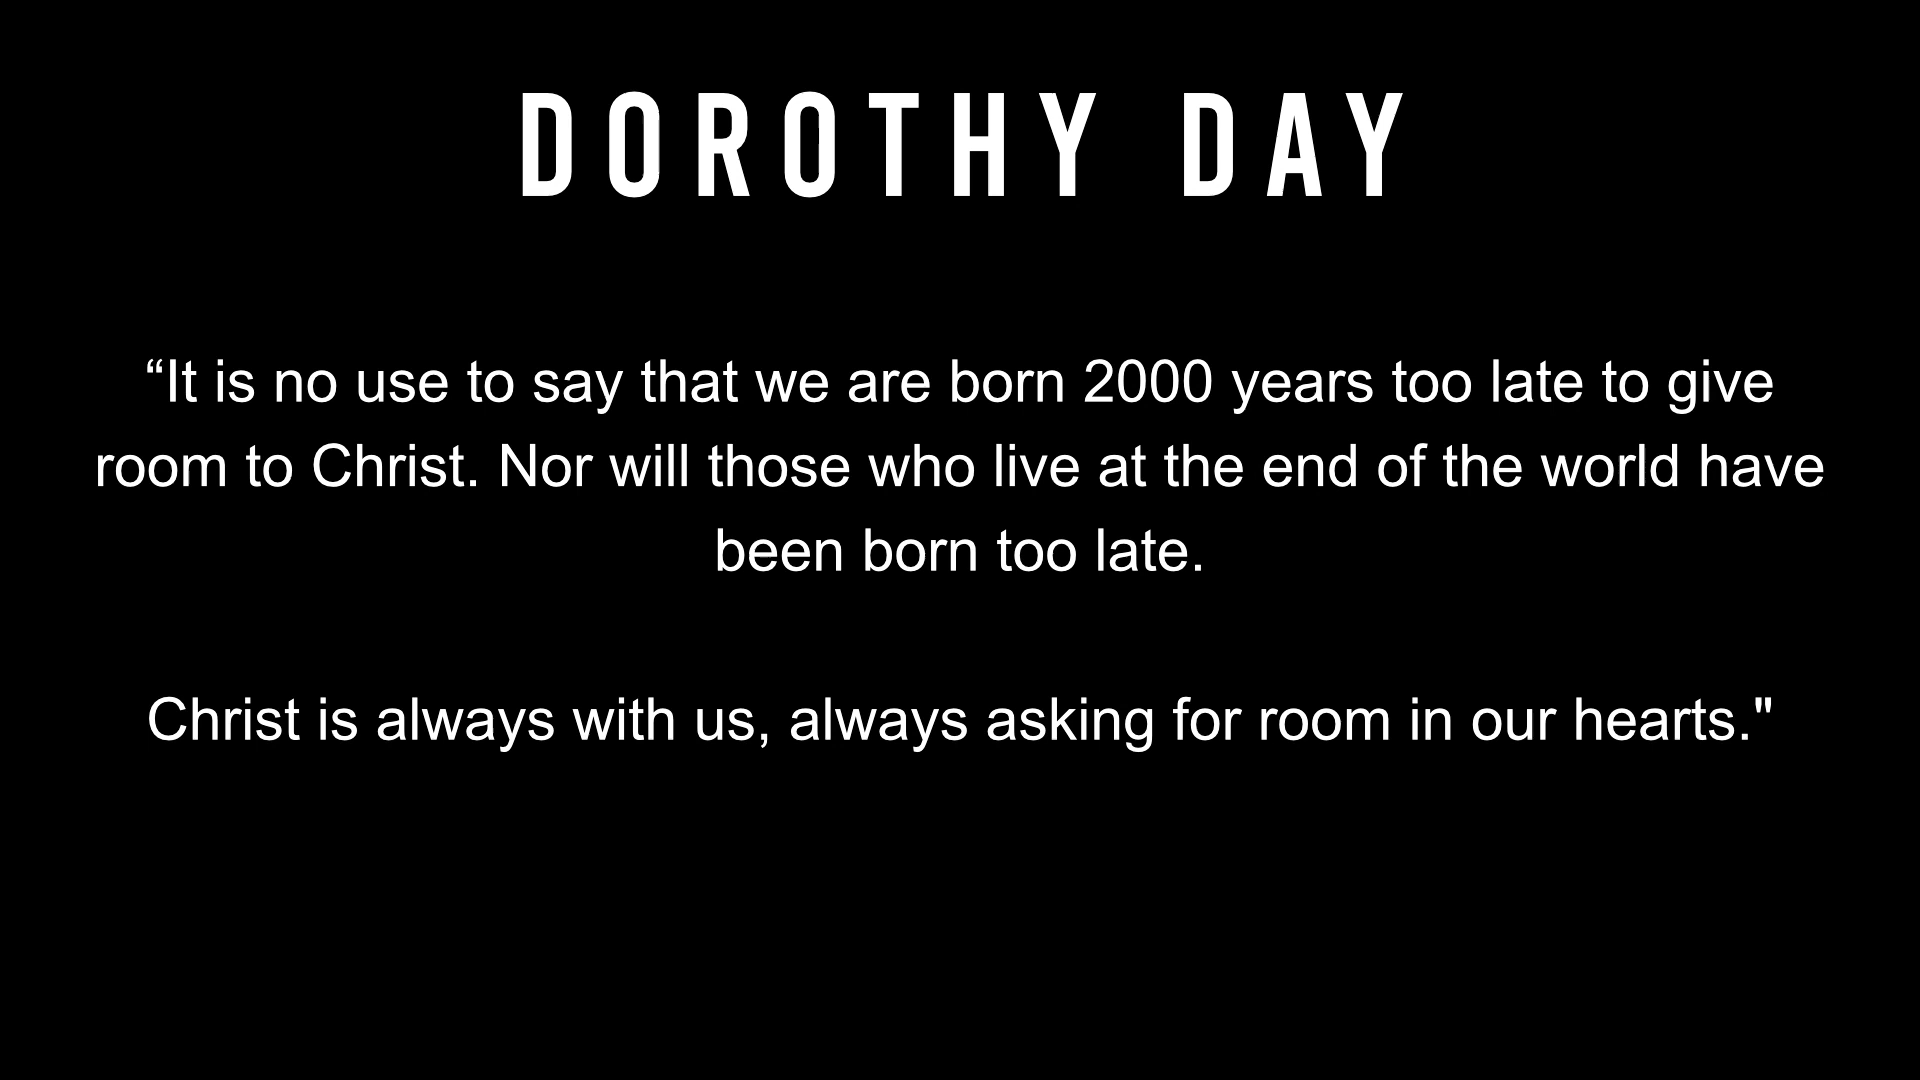 DOROTHY DAY
“It is no use to say that we are born 2000 years too late to give
room to Christ. Nor will those who live at the end of the world have
been born too late.
Christ is always with us, always asking for room in our hearts."